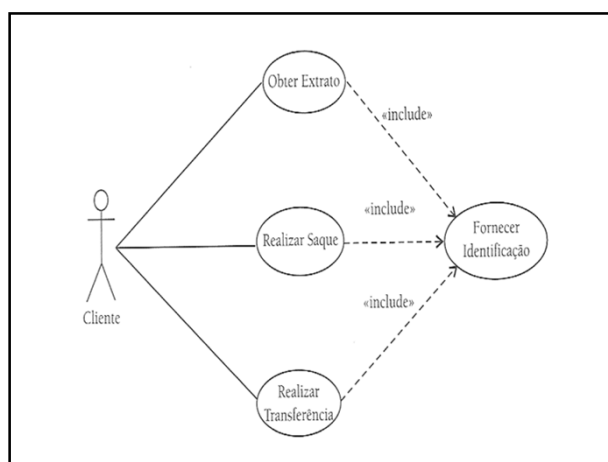 Obter Extrato
«include»
«include»
Realizar Saque
Fornecer
Identificação
«include»
Cliente
Realizar
Transferência